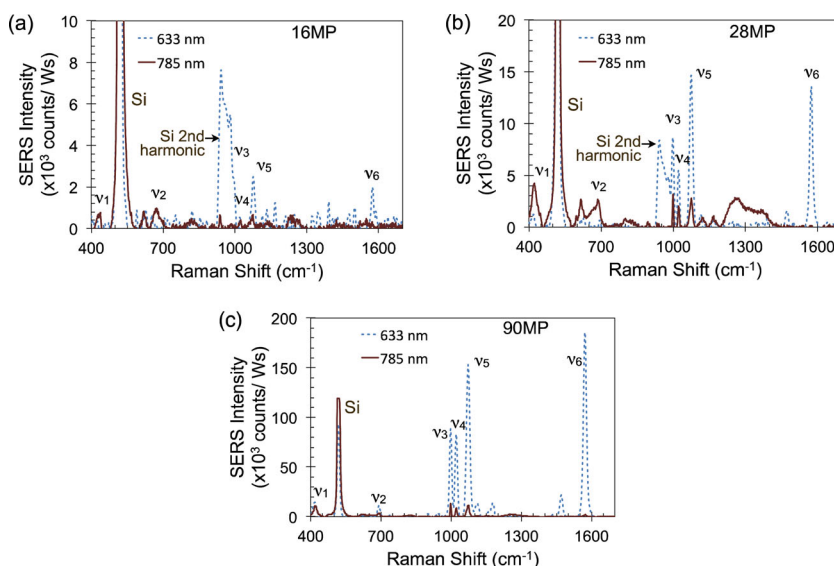 (a)
16MP
633 nm
785 nm
Si
Si 2nd
harmonic
ν1
ν2
ν3
ν4
ν5
ν6
10
8
6
4
2
0
400
700
1000
1300
1600
SERS Intensity
(x10³ counts/ Ws)
Raman Shift (cm⁻¹)
(b)
28MP
633 nm
785 nm
Si
Si 2nd
harmonic
ν1
ν2
ν3
ν4
ν5
ν6
20
15
10
5
0
400
700
1000
1300
1600
SERS Intensity
(x10³ counts/ Ws)
Raman Shift (cm⁻¹)
(c)
90MP
633 nm
785 nm
Si
ν1
ν2
ν3
ν4
ν5
ν6
200
150
100
50
0
400
700
1000
1300
1600
SERS Intensity
(x10³ counts/ Ws)
Raman Shift (cm⁻¹)